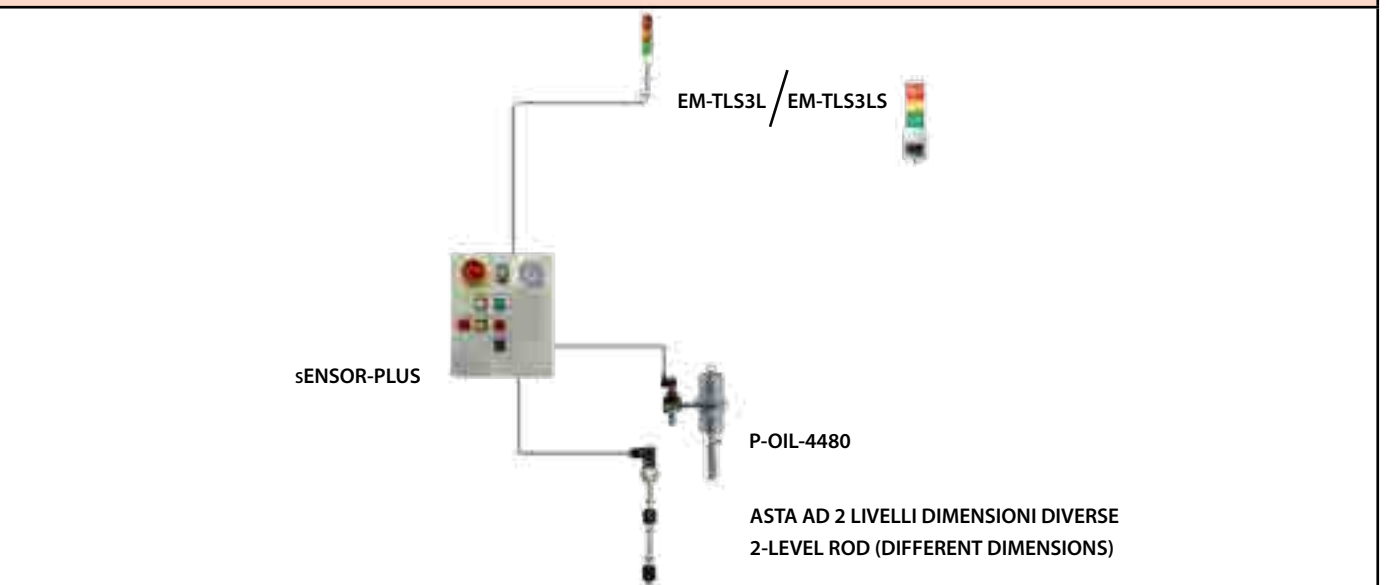 EM-TLS3L / EM-TLS3LS
sENSOR-PLUS
P-OIL-4480
ASTA AD 2 LIVELLI DIMENSIONI DIVERSE
2-LEVEL ROD (DIFFERENT DIMENSIONS)